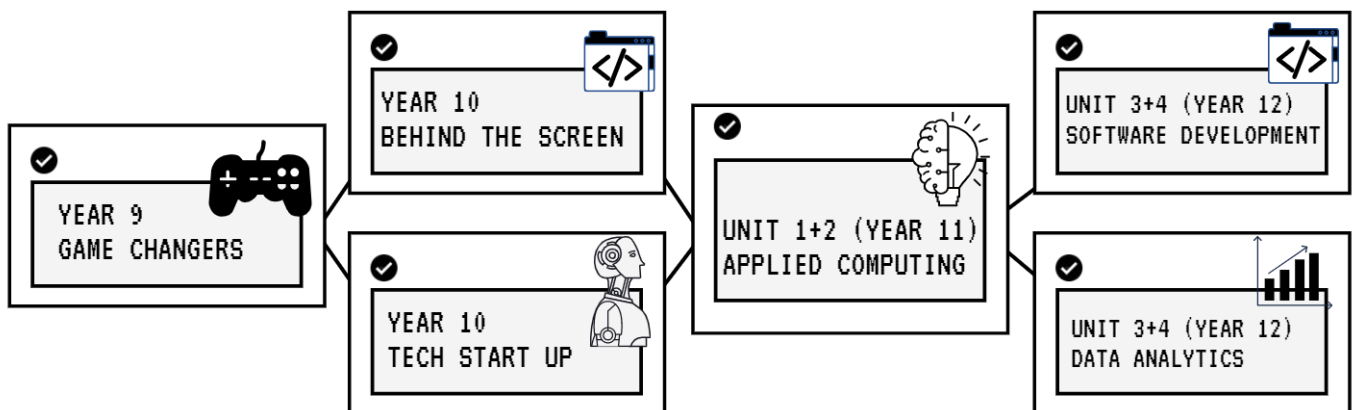 YEAR 9
GAME CHANGERS
YEAR 10
BEHIND THE SCREEN
</>
YEAR 10
TECH START UP
UNIT 1+2 (YEAR 11)
APPLIED COMPUTING
UNIT 3+4 (YEAR 12)
SOFTWARE DEVELOPMENT
</>
UNIT 3+4 (YEAR 12)
DATA ANALYTICS